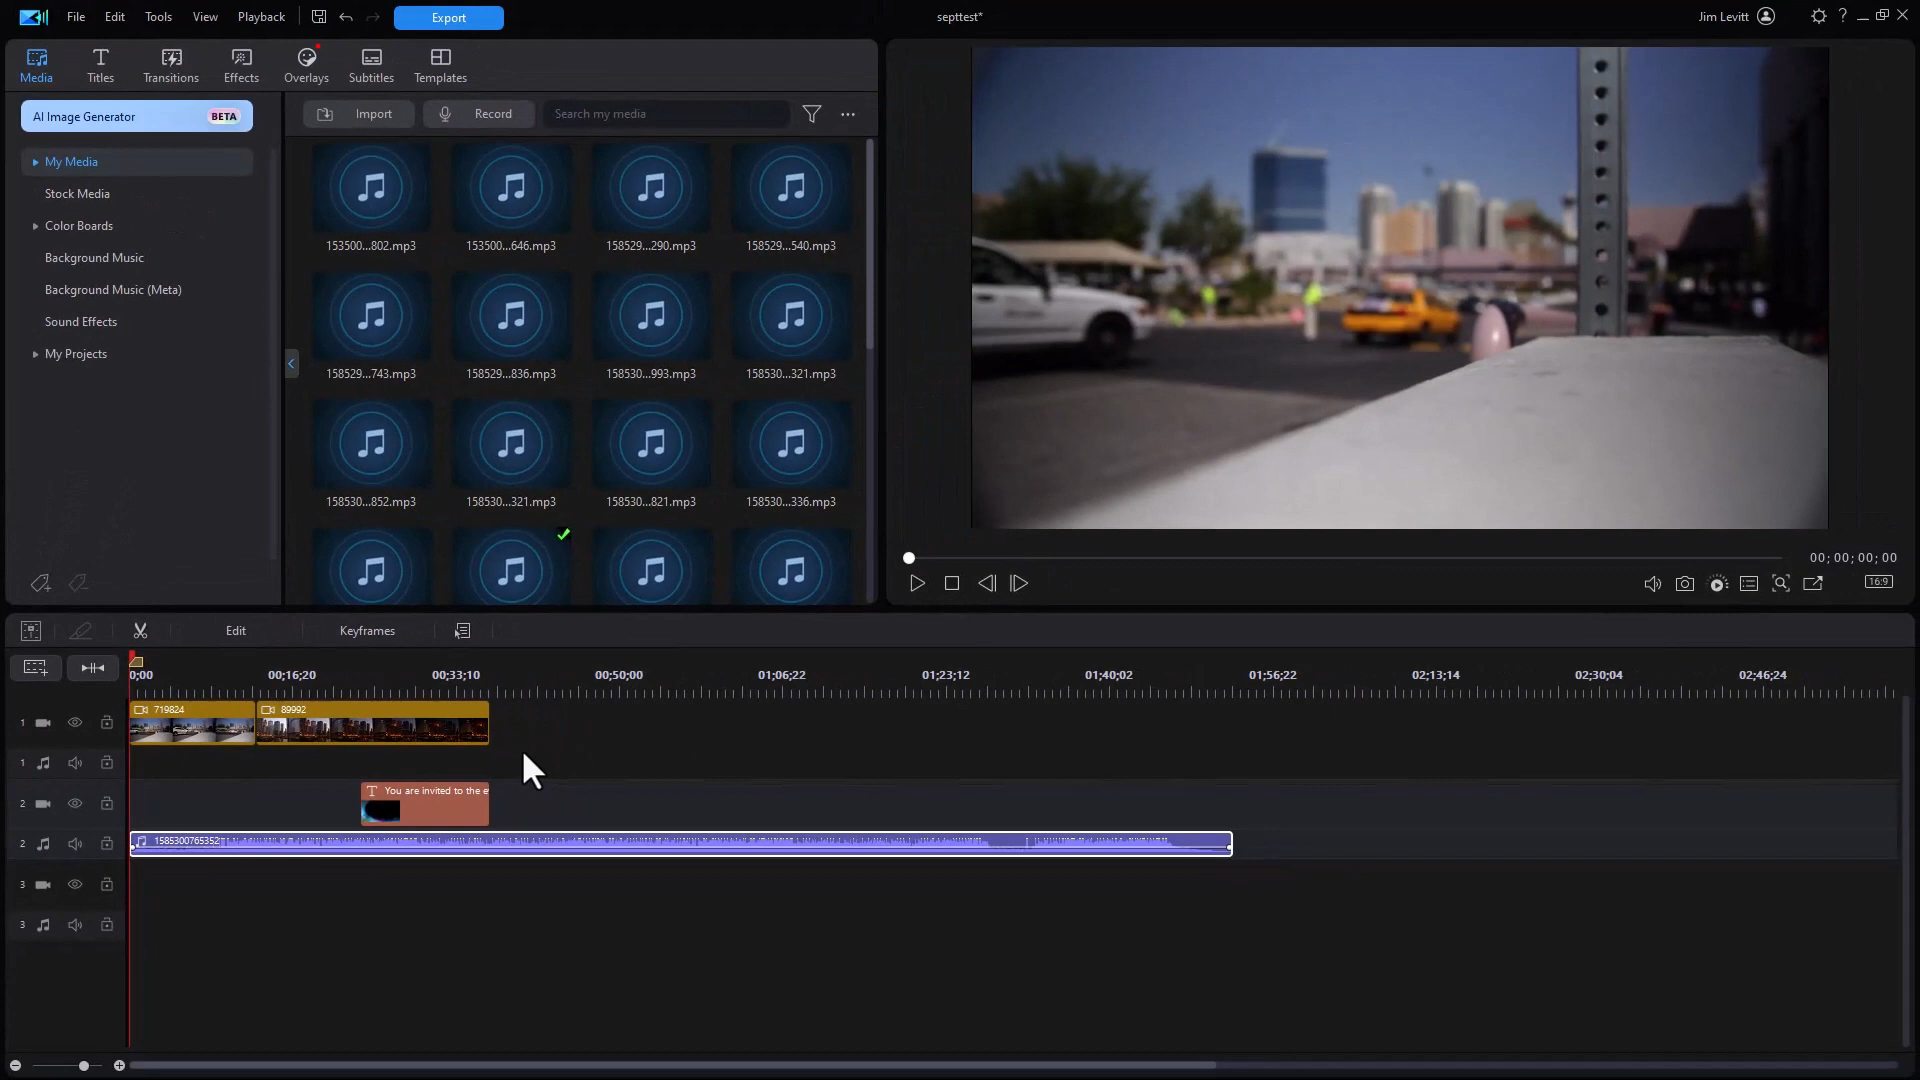 File Edit Tools View Playback Export septtest* Jim Levitt
Media Titles Transitions Effects Overlays Subtitles Templates
AI Image Generator BETA
Import Record Search my media
My Media
Stock Media
Color Boards
Background Music
Background Music (Meta)
Sound Effects
My Projects
153500...802.mp3 153500...646.mp3 158529...290.mp3 158529...540.mp3
158529...743.mp3 158529...836.mp3 158530...993.mp3 158530...321.mp3
158530...852.mp3 158530...321.mp3 158530...821.mp3 158530...336.mp3
00; 00; 00; 00
16:9
Edit Keyframes
0;00 00;16;20 00;33;10 00;50;00 01;06;22 01;23;12 01;40;02 01;56;22 02;13;14 02;30;04 02;46;24
1 719824 89992
1
2 You are invited to the e
2 1585300765352
3
3